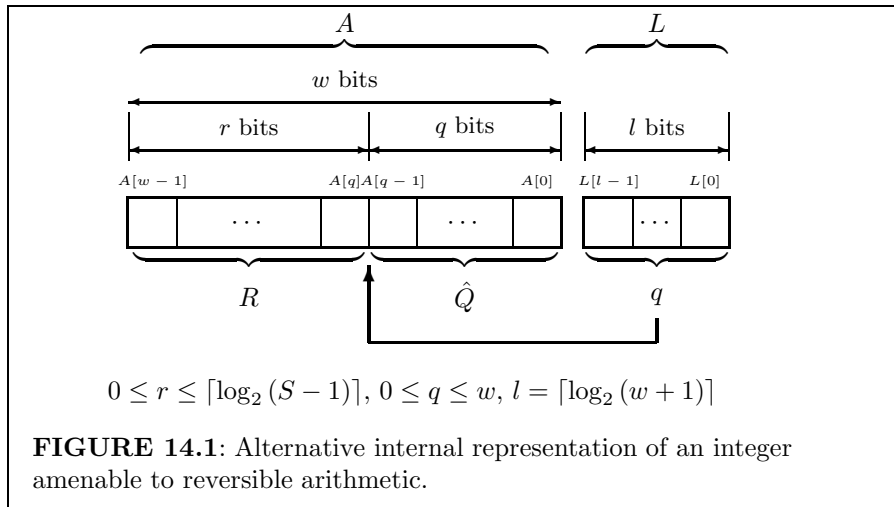 A L
w bits
r bits q bits l bits
A[w − 1] A[q] A[q − 1] A[0] L[l − 1] L[0]
··· ··· ···
R Q̂ q
0 ≤ r ≤ ⌈log₂ (S − 1)⌉, 0 ≤ q ≤ w, l = ⌈log₂ (w + 1)⌉
FIGURE 14.1: Alternative internal representation of an integer
amenable to reversible arithmetic.